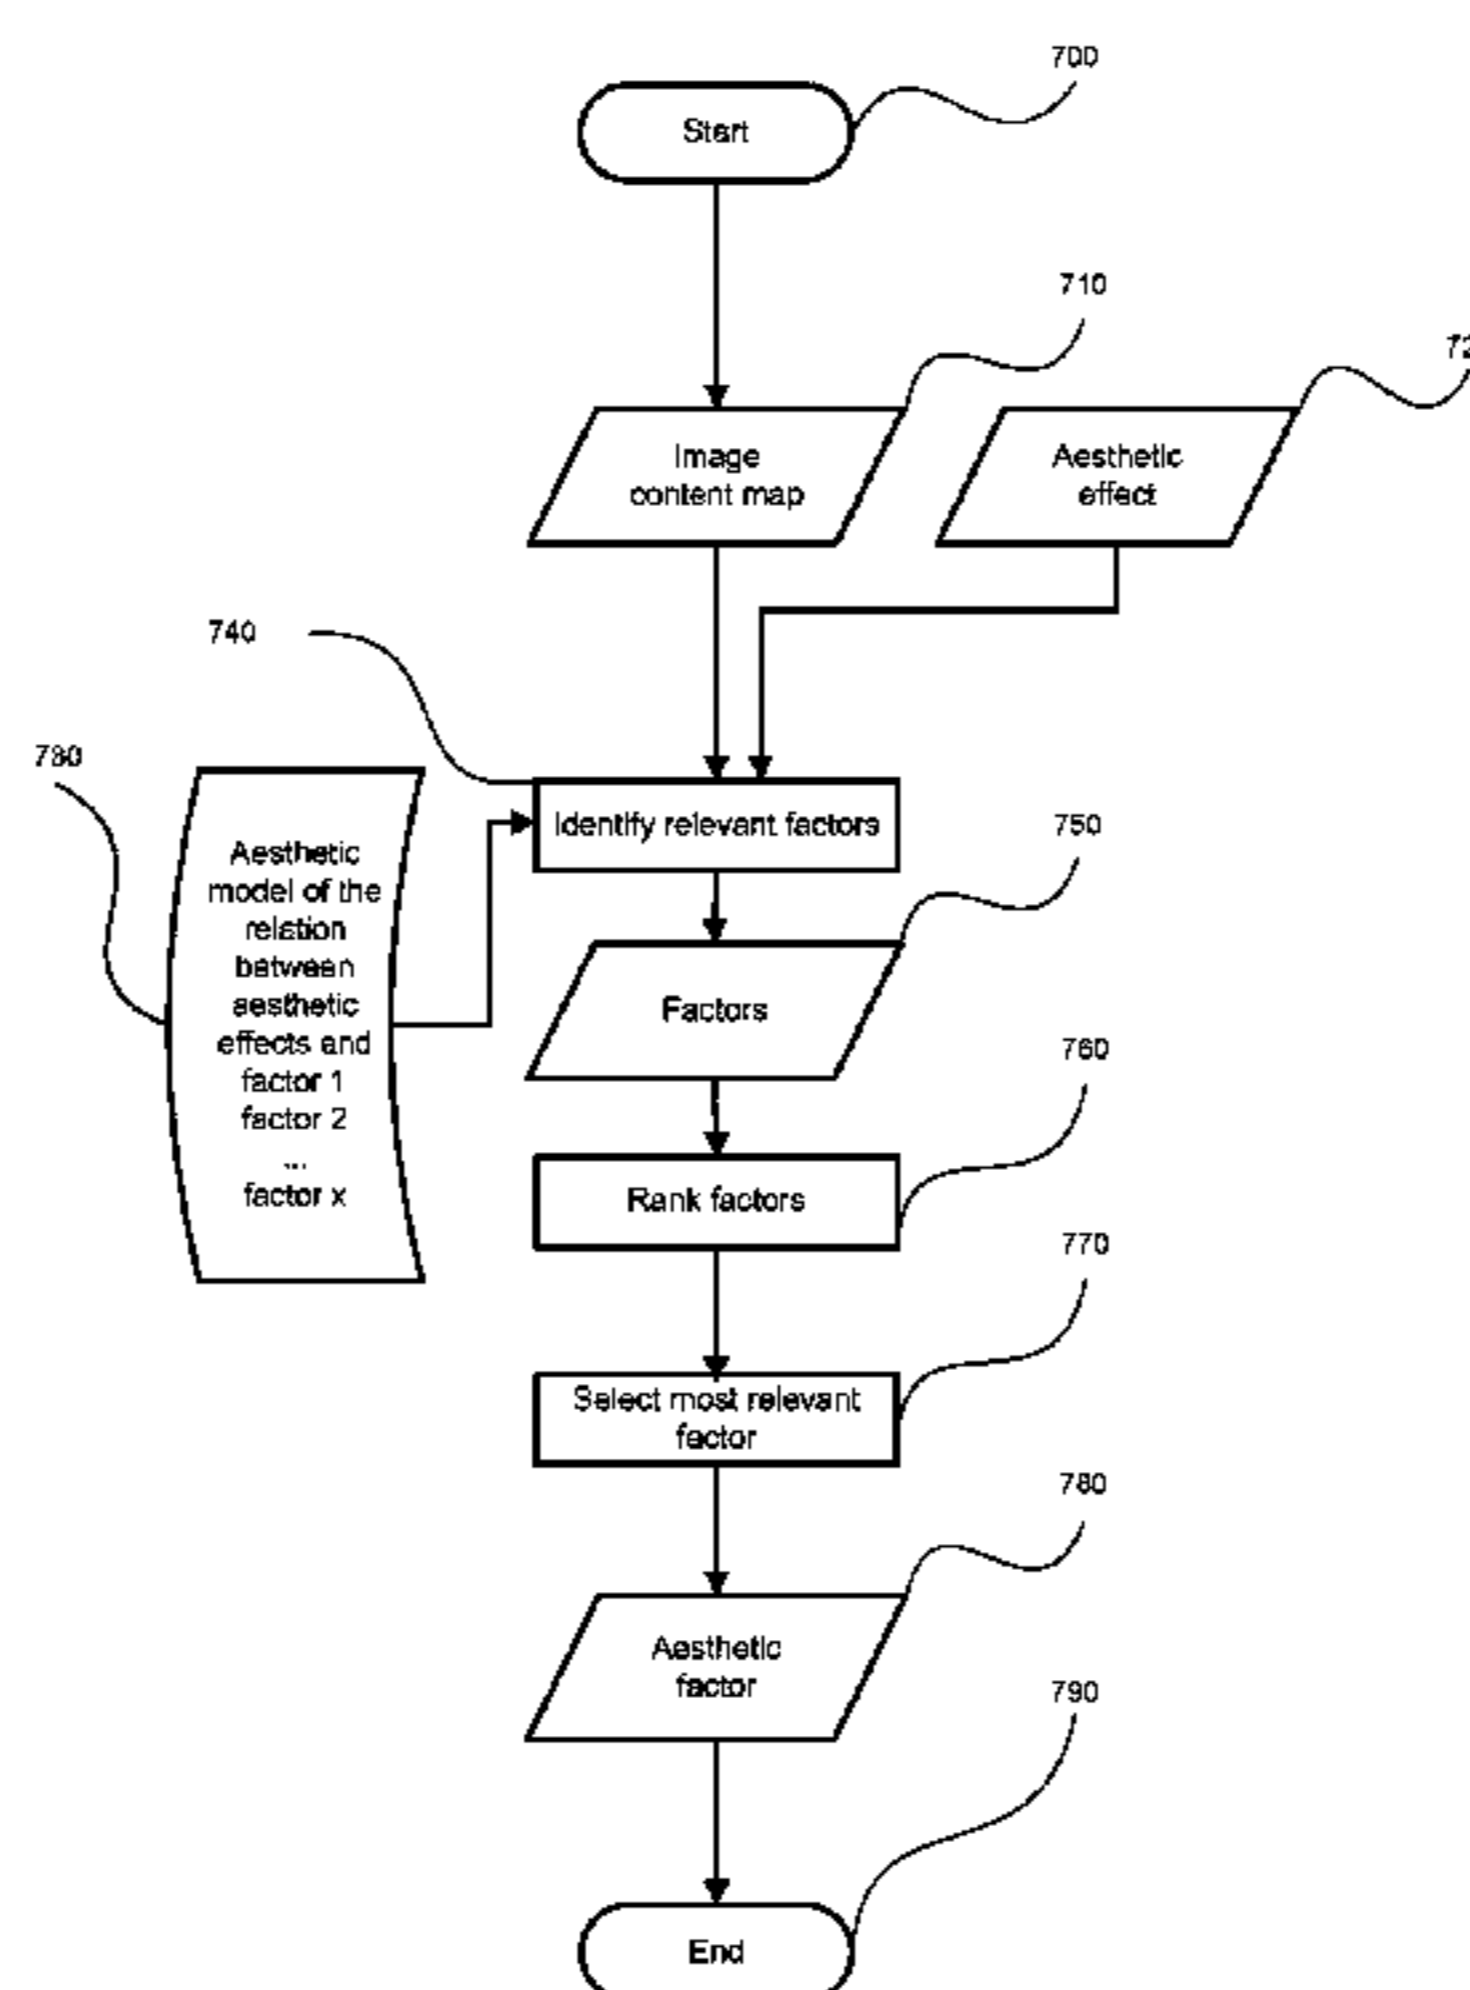 700
Start
710
72
Image
content map
Aesthetic
effect
740
780
Identify relevant factors
750
Aesthetic
model of the
relation
between
aesthetic
effects and
factor 1
factor 2
...
factor x
Factors
760
Rank factors
770
Select most relevant
factor
780
Aesthetic
factor
790
End